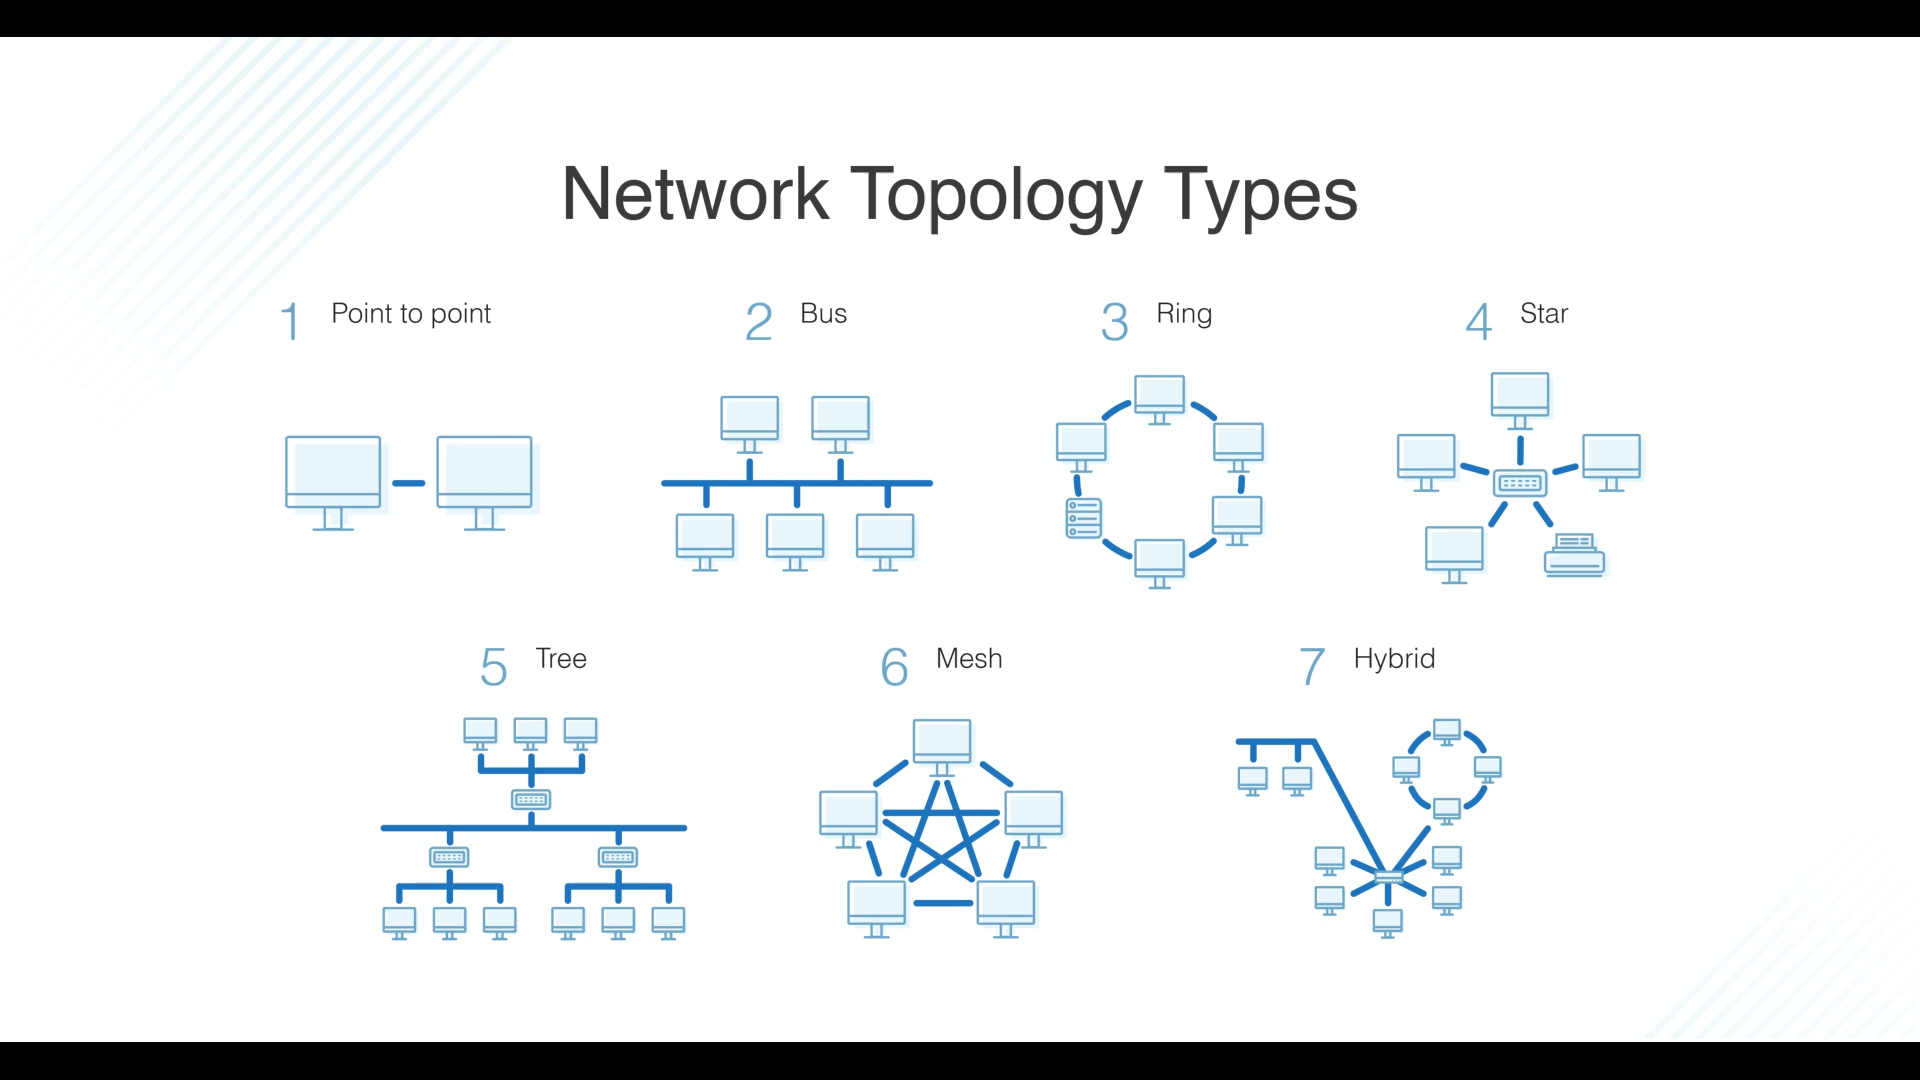 Network Topology Types
1 Point to point
2 Bus
3 Ring
4 Star
5 Tree
6 Mesh
7 Hybrid